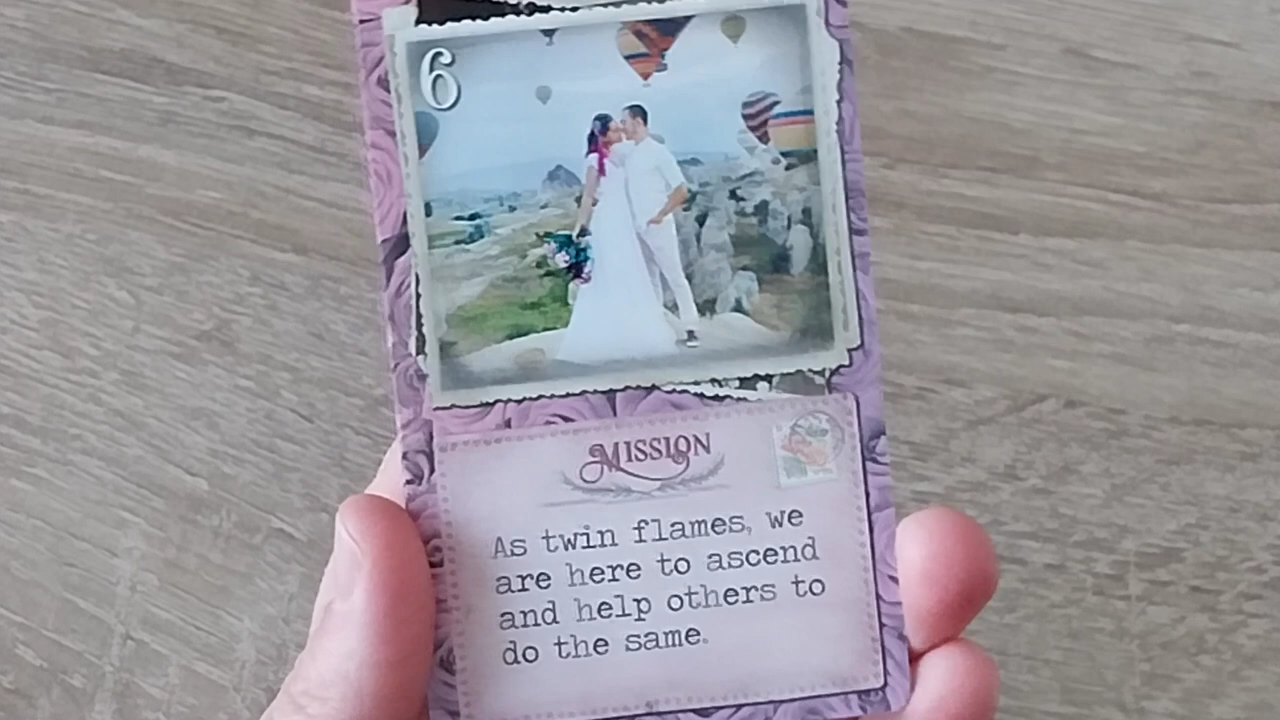 6
MISSION
As twin flames, we
are here to ascend
and help others to
do the same.